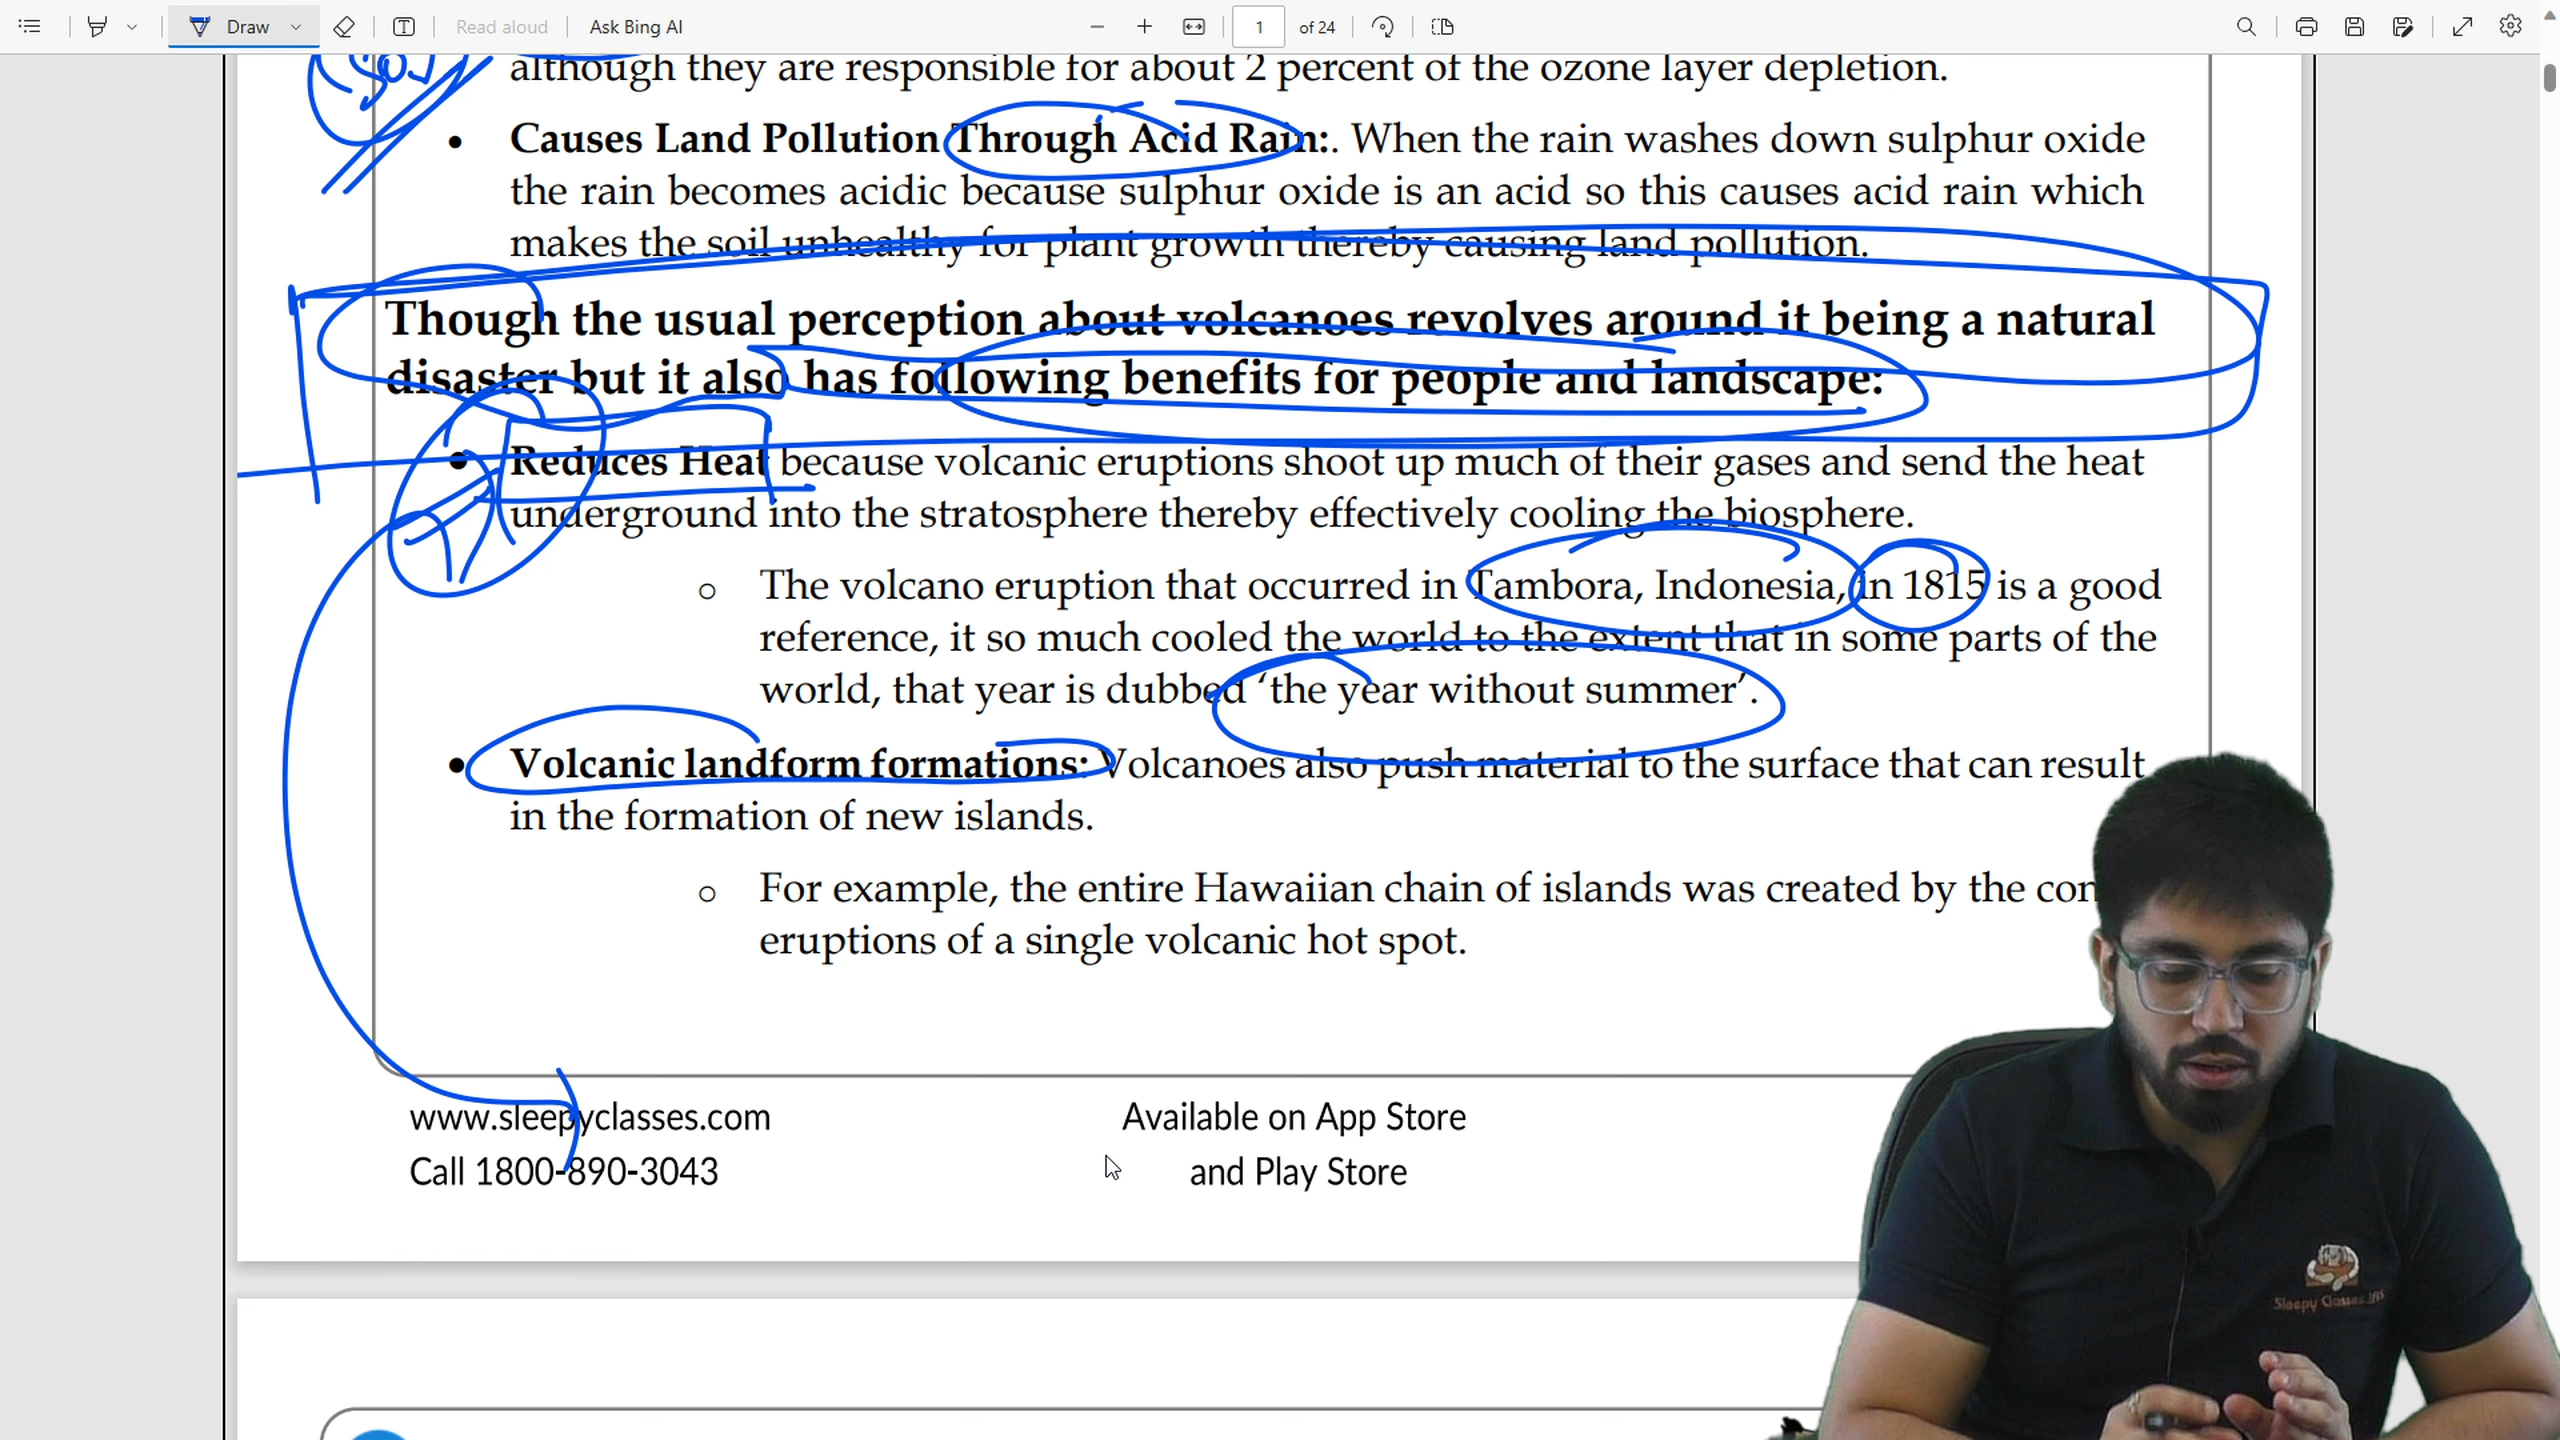 Draw
Read aloud
Ask Bing AI
1 of 24
although they are responsible for about 2 percent of the ozone layer depletion.
• Causes Land Pollution Through Acid Rain:. When the rain washes down sulphur oxide
the rain becomes acidic because sulphur oxide is an acid so this causes acid rain which
makes the soil unhealthy for plant growth thereby causing land pollution.
Though the usual perception about volcanoes revolves around it being a natural
disaster but it also has following benefits for people and landscape:
• Reduces Heat because volcanic eruptions shoot up much of their gases and send the heat
underground into the stratosphere thereby effectively cooling the biosphere.
o The volcano eruption that occurred in Tambora, Indonesia, in 1815 is a good
reference, it so much cooled the world to the extent that in some parts of the
world, that year is dubbed ‘the year without summer’.
• Volcanic landform formations: Volcanoes also push material to the surface that can result
in the formation of new islands.
o For example, the entire Hawaiian chain of islands was created by the
eruptions of a single volcanic hot spot.
www.sleepyclasses.com
Call 1800-890-3043
Available on App Store
and Play Store
Sleepy Classes IAS